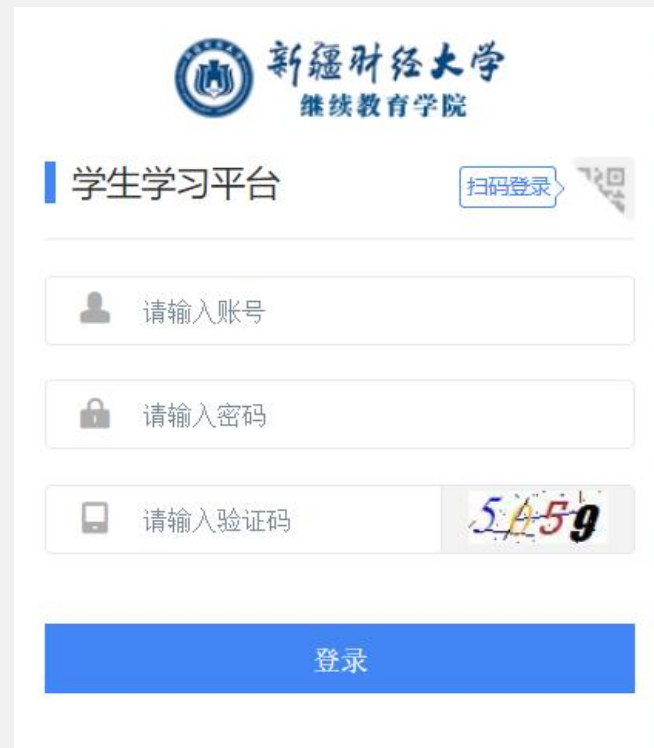 新疆财经大学
继续教育学院
学生学习平台
扫码登录
请输入账号
请输入密码
请输入验证码
登录